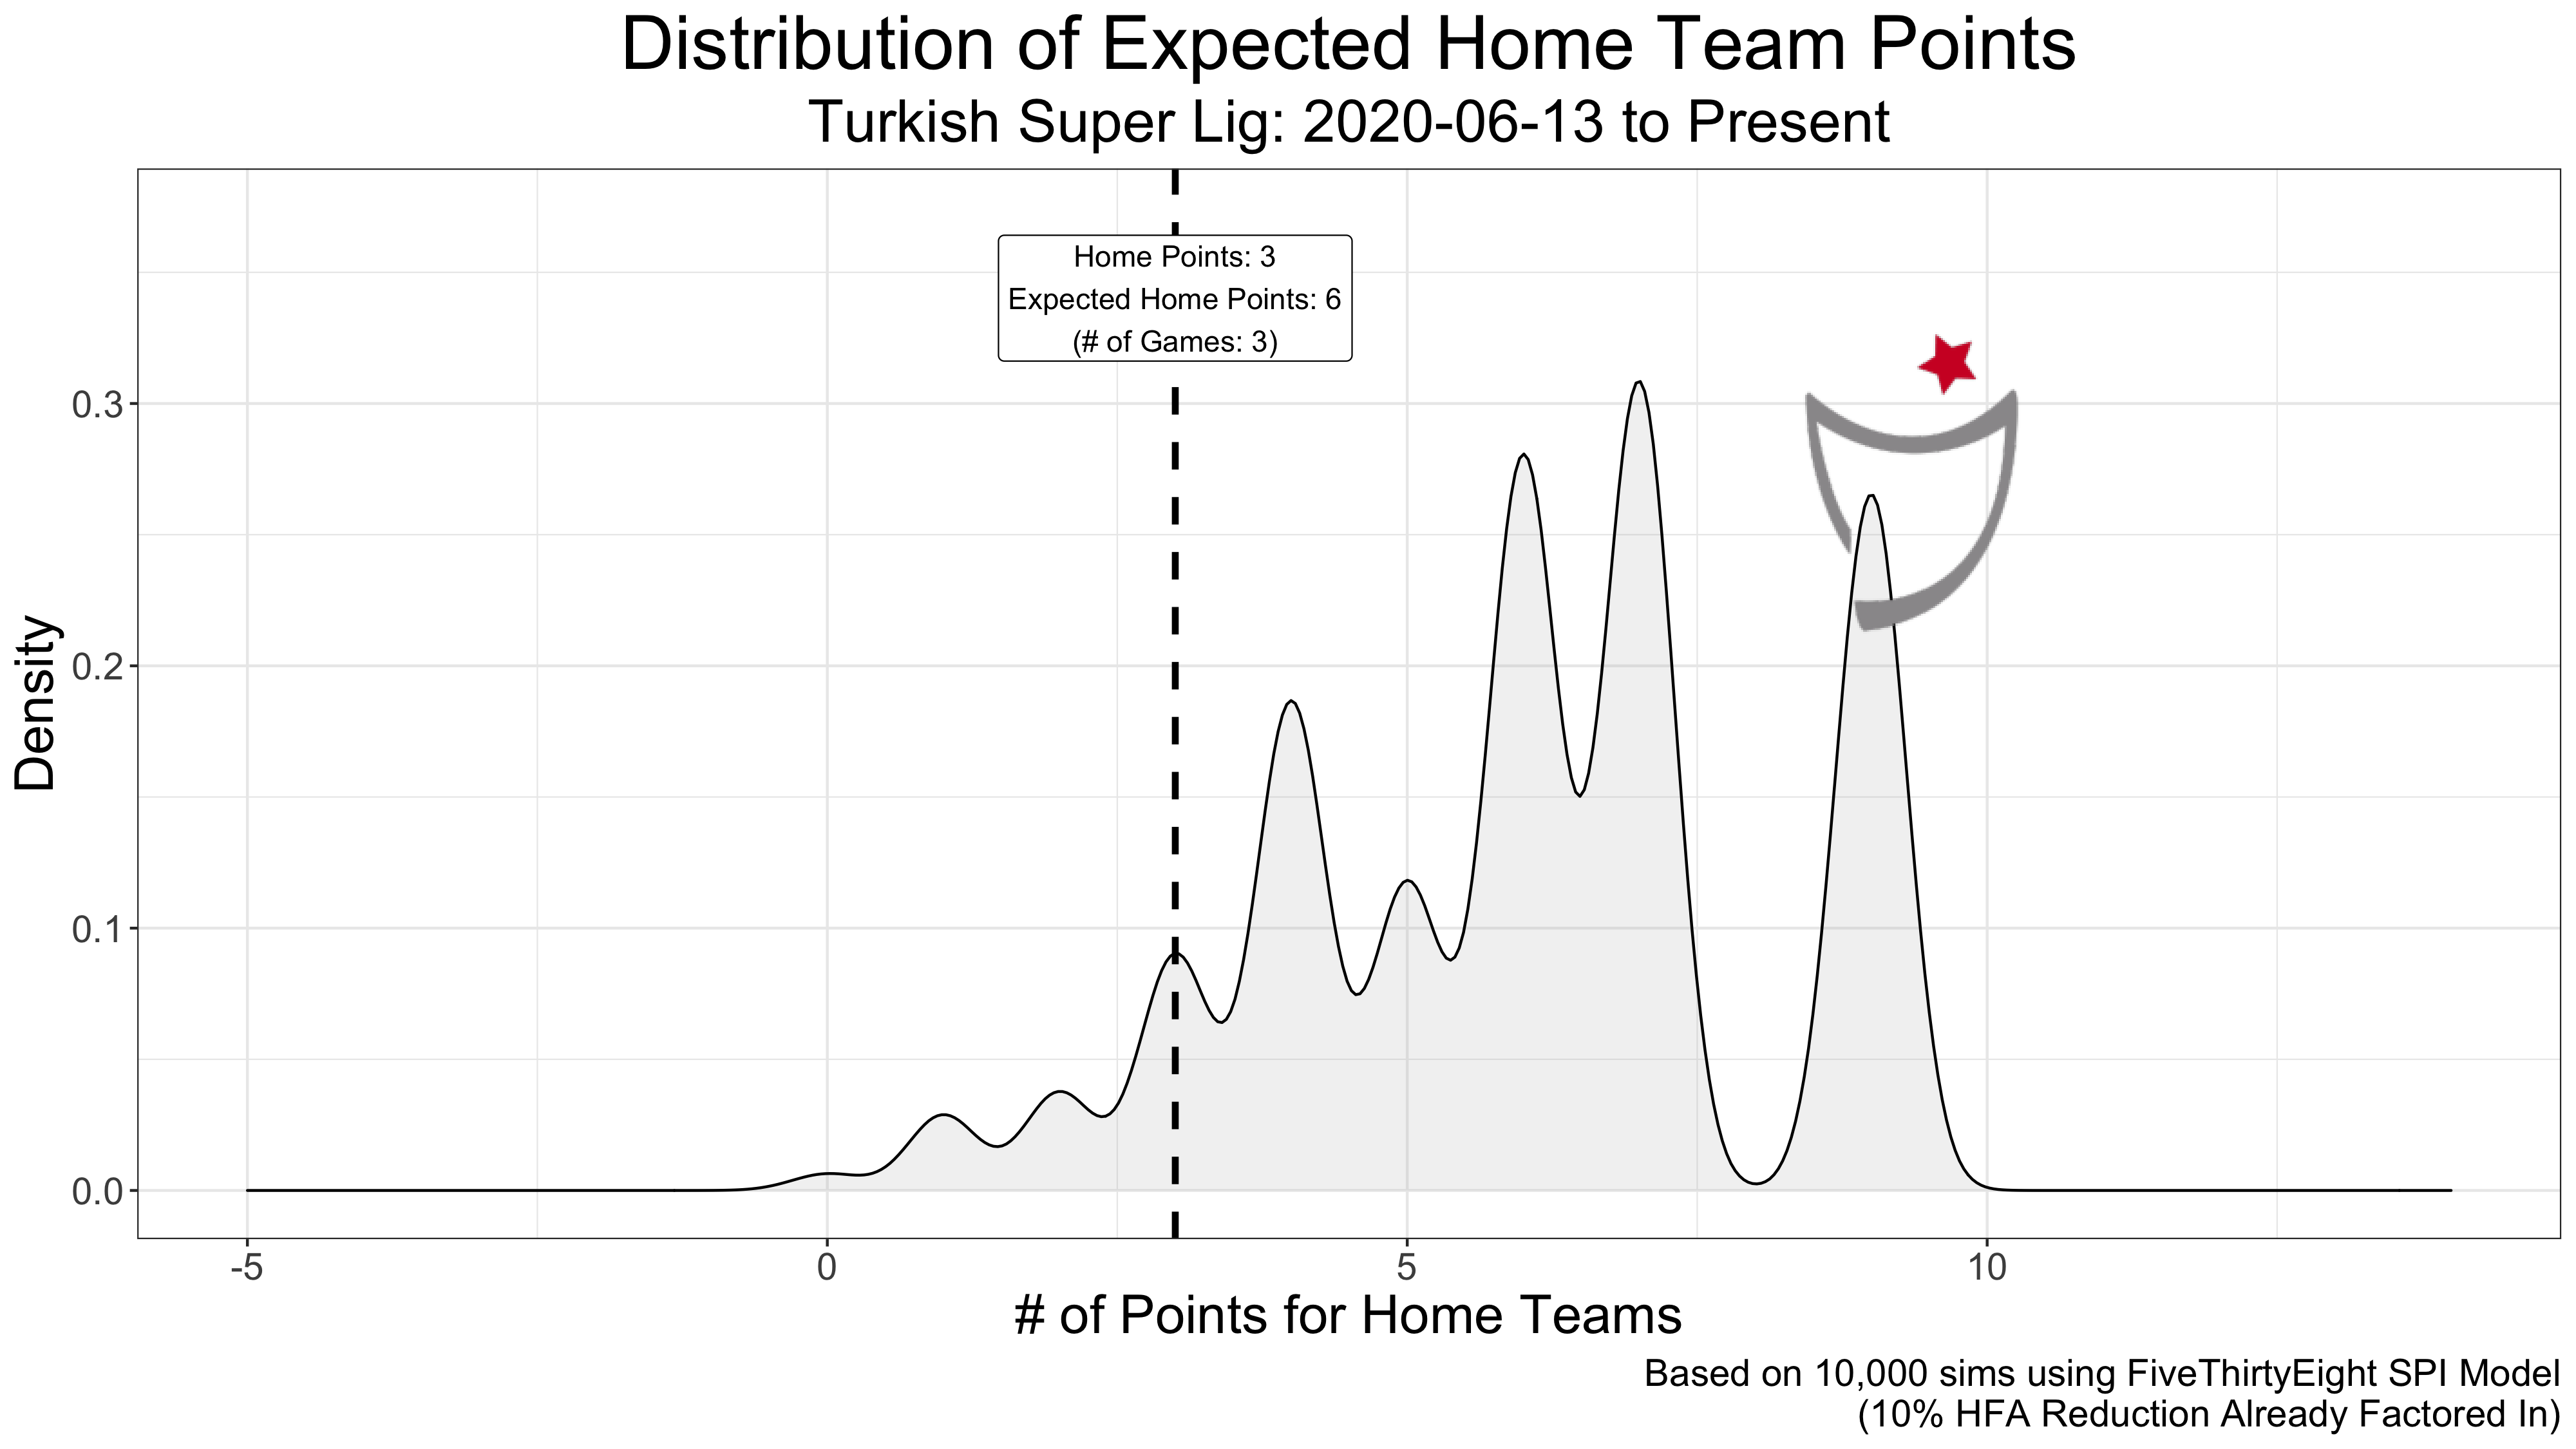 Distribution of Expected Home Team Points
Turkish Super Lig: 2020-06-13 to Present
Home Points: 3
Expected Home Points: 6
(# of Games: 3)
Density
0.3
0.2
0.1
0.0
-5 0 5 10
# of Points for Home Teams
Based on 10,000 sims using FiveThirtyEight SPI Model
(10% HFA Reduction Already Factored In)